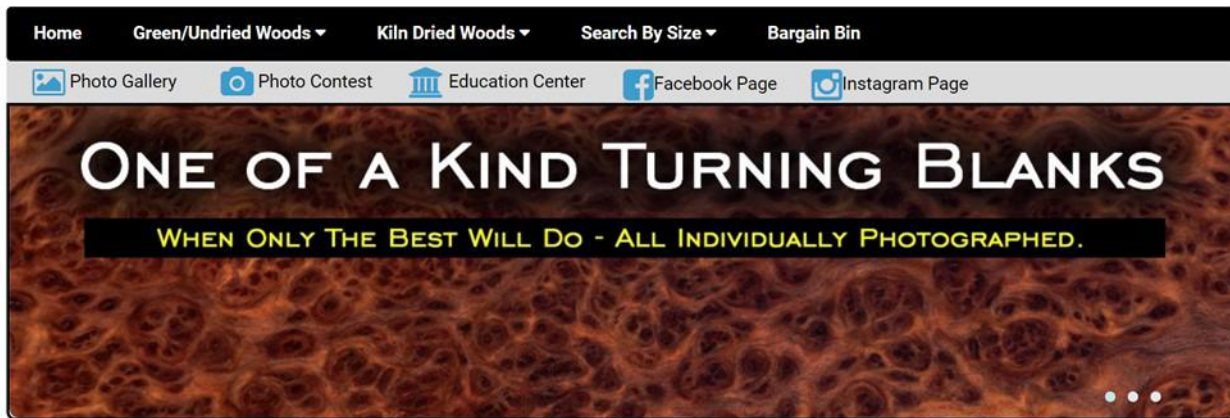 Home Green/Undried Woods Kiln Dried Woods Search By Size Bargain Bin
Photo Gallery Photo Contest Education Center Facebook Page Instagram Page
ONE OF A KIND TURNING BLANKS
WHEN ONLY THE BEST WILL DO - ALL INDIVIDUALLY PHOTOGRAPHED.